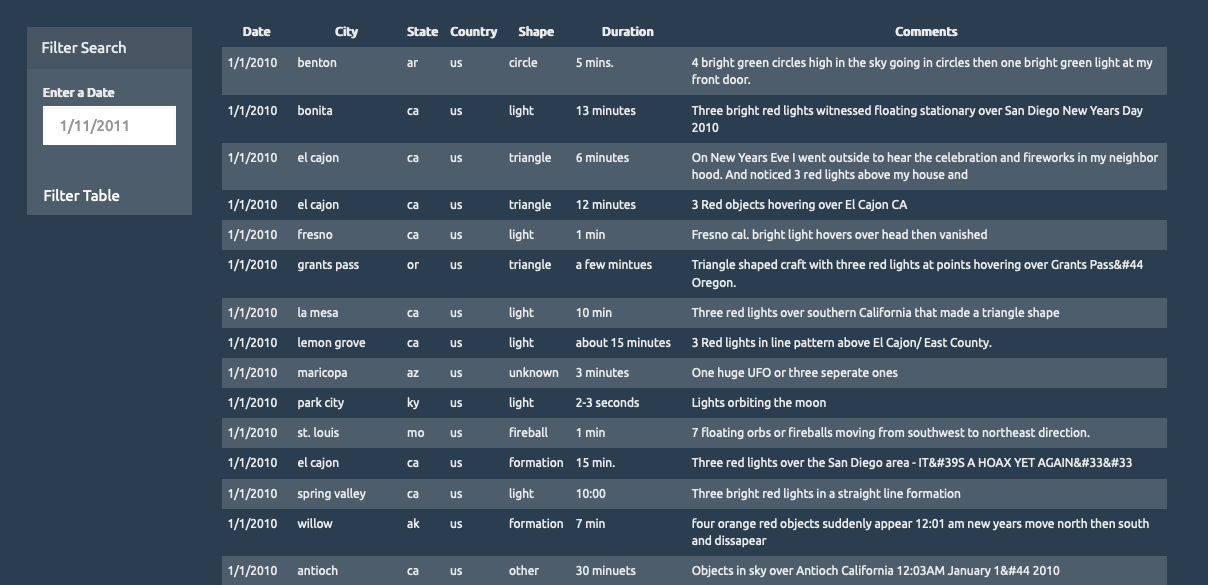 Filter Search
Enter a Date
1/11/2011
Filter Table
Date City State Country Shape Duration Comments
1/1/2010 benton ar us circle 5 mins. 4 bright green circles high in the sky going in circles then one bright green light at my
front door.
1/1/2010 bonita ca us light 13 minutes Three bright red lights witnessed floating stationary over San Diego New Years Day
2010
1/1/2010 el cajon ca us triangle 6 minutes On New Years Eve I went outside to hear the celebration and fireworks in my neighbor
hood. And noticed 3 red lights above my house and
1/1/2010 el cajon ca us triangle 12 minutes 3 Red objects hovering over El Cajon CA
1/1/2010 fresno ca us light 1 min Fresno cal. bright light hovers over head then vanished
1/1/2010 grants pass or us triangle a few mintues Triangle shaped craft with three red lights at points hovering over Grants Pass&#44
Oregon.
1/1/2010 la mesa ca us light 10 min Three red lights over southern California that made a triangle shape
1/1/2010 lemon grove ca us light about 15 minutes 3 Red lights in line pattern above El Cajon/ East County.
1/1/2010 maricopa az us unknown 3 minutes One huge UFO or three seperate ones
1/1/2010 park city ky us light 2-3 seconds Lights orbiting the moon
1/1/2010 st. louis mo us fireball 1 min 7 floating orbs or fireballs moving from southwest to northeast direction.
1/1/2010 el cajon ca us formation 15 min. Three red lights over the San Diego area - IT&#39S A HOAX YET AGAIN&#33&#33
1/1/2010 spring valley ca us light 10:00 Three bright red lights in a straight line formation
1/1/2010 willow ak us formation 7 min four orange red objects suddenly appear 12:01 am new years move north then south
and dissapear
1/1/2010 antioch ca us other 30 minuets Objects in sky over Antioch California 12:03AM January 1&#44 2010